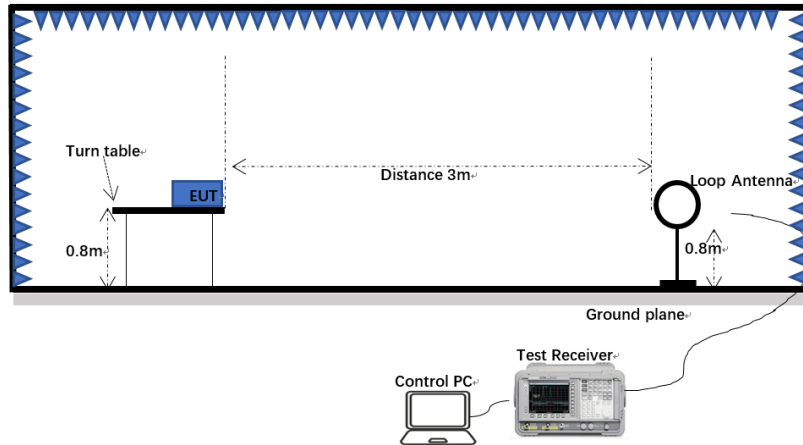 Turn table
Distance 3m
Loop Antenna
EUT
0.8m
0.8m
Ground plane
Test Receiver
Control PC